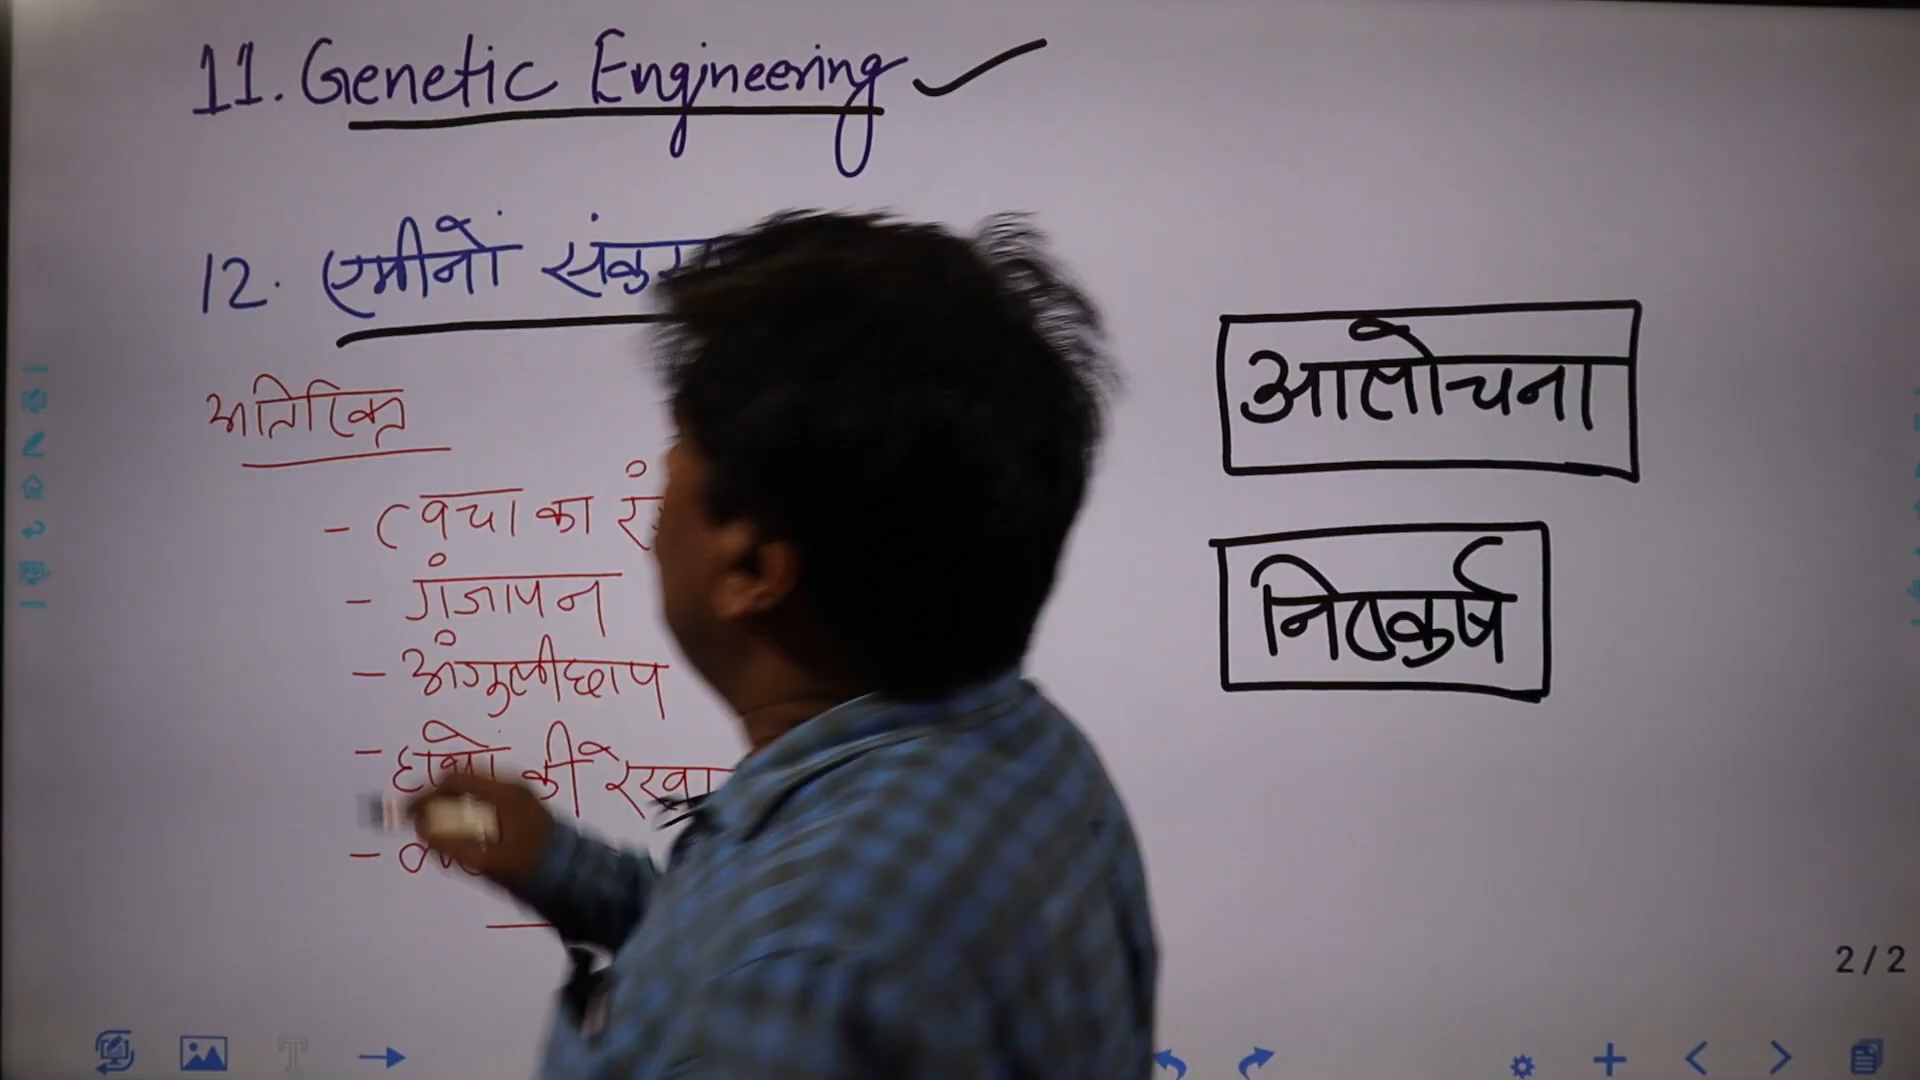 11. Genetic Engineering
12. एमीनों
अतिरिक्त
- त्वचा का
- गंजापन
- अंगुलीछाप
- हाथों की
आलोचना
निष्कर्ष
2/2